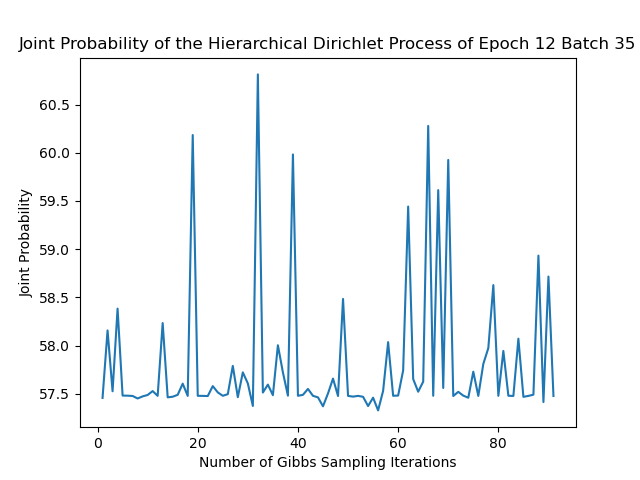 Joint Probability of the Hierarchical Dirichlet Process of Epoch 12 Batch 35
60.5
60.0
59.5
59.0
58.5
58.0
57.5
Joint Probability
0 20 40 60 80
Number of Gibbs Sampling Iterations